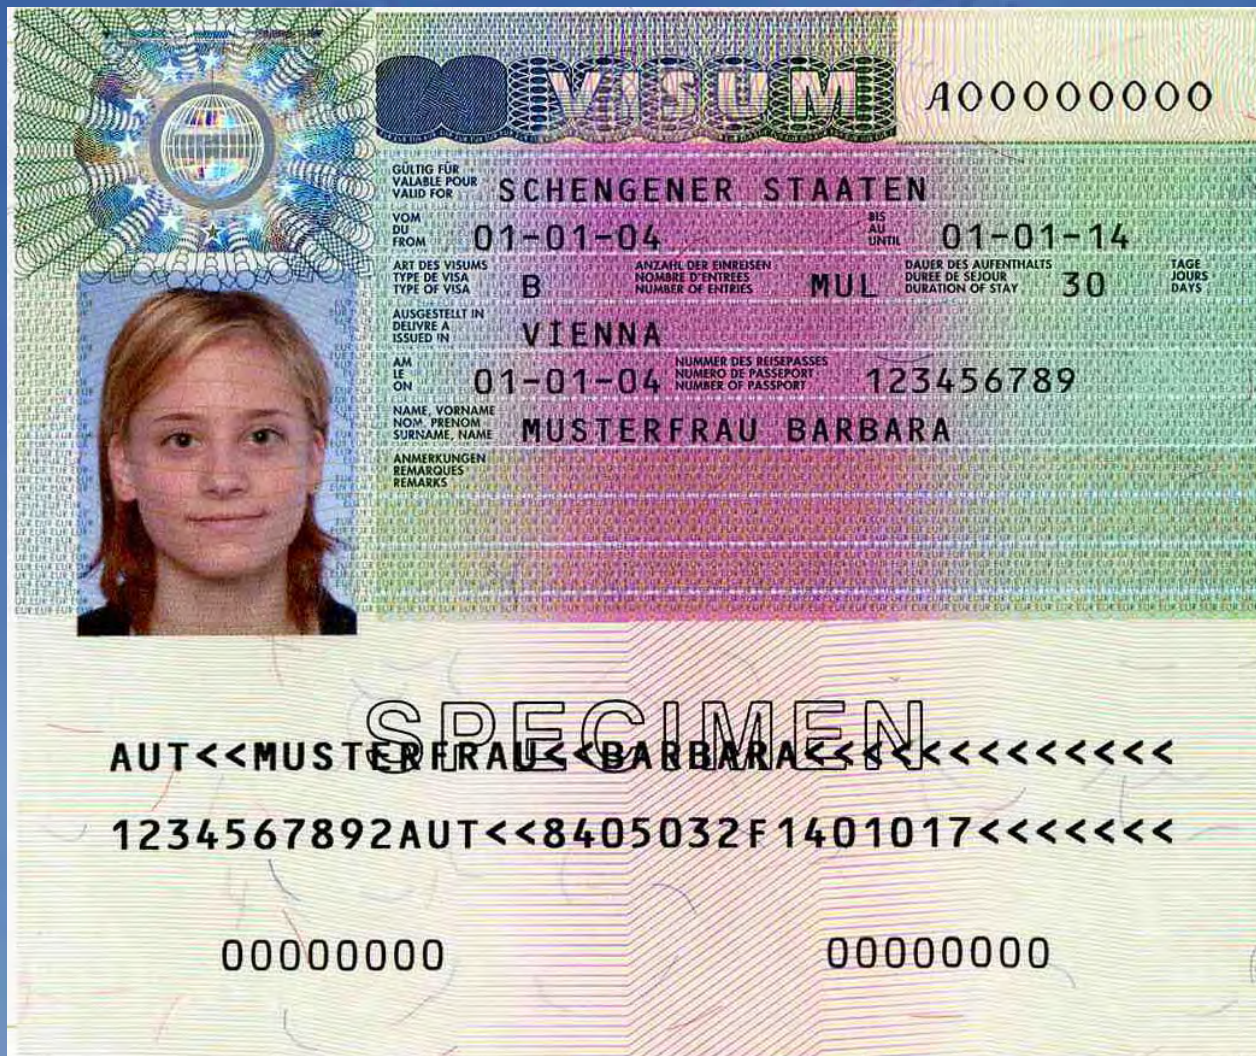 VISUM A00000000
GÜLTIG FÜR
VALABLE POUR
VALID FOR SCHENGENER STAATEN
VOM
DU
FROM 01-01-04
BIS
AU
UNTIL 01-01-14
ART DES VISUMS
TYPE DE VISA
TYPE OF VISA B
ANZAHL DER EINREISEN
NOMBRE D'ENTREES
NUMBER OF ENTRIES MUL
DAUER DES AUFENTHALTS
DUREE DE SEJOUR
DURATION OF STAY 30
TAGE
JOURS
DAYS
AUSGESTELLT IN
DELIVRE A
ISSUED IN VIENNA
AM
LE
ON 01-01-04
NUMMER DES REISEPASSES
NUMERO DE PASSEPORT
NUMBER OF PASSPORT 123456789
NAME, VORNAME
NOM, PRENOM
SURNAME, NAME MUSTERFRAU BARBARA
ANMERKUNGEN
REMARQUES
REMARKS
SPECIMEN
AUT<<MUSTERFRAU<<BARBARA<<<<<<<<<<<<<
1234567892AUT<<8405032F1401017<<<<<<<
00000000 00000000